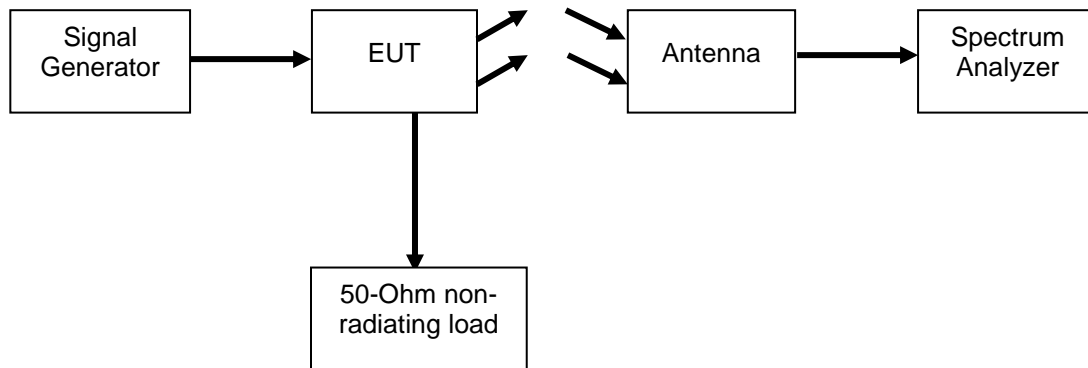 Signal
Generator
EUT
Antenna
Spectrum
Analyzer
50-Ohm non-
radiating load